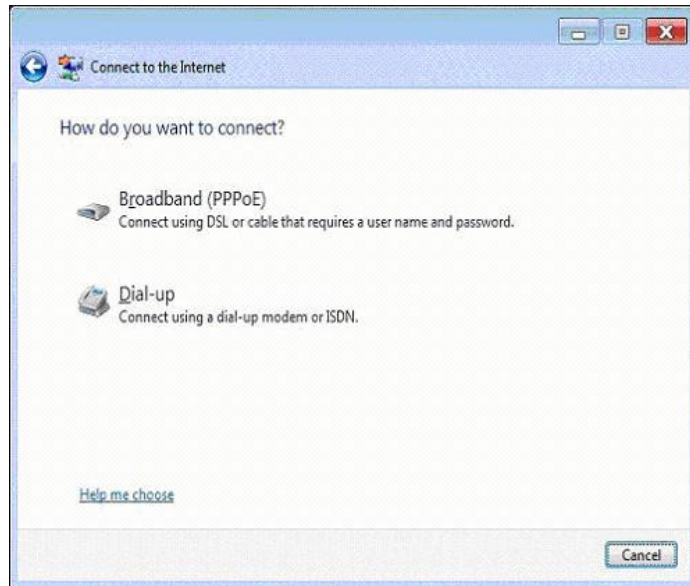 Connect to the Internet
How do you want to connect?
Broadband (PPPoE)
Connect using DSL or cable that requires a user name and password.
Dial-up
Connect using a dial-up modem or ISDN.
Help me choose
Cancel